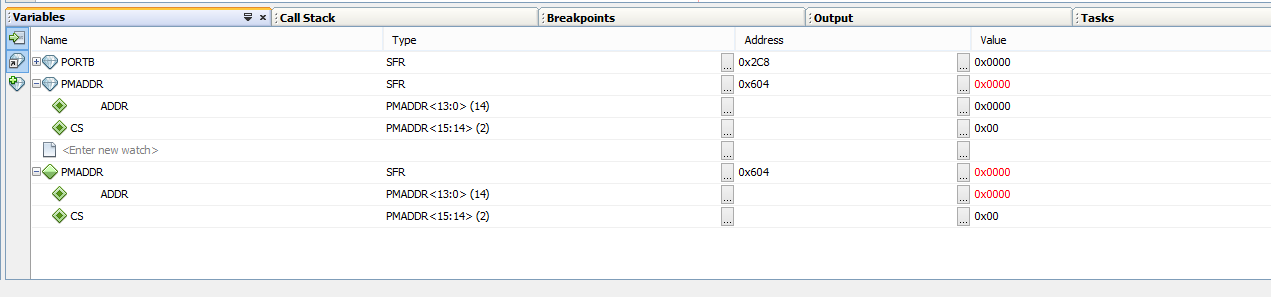 Variables Call Stack Breakpoints Output Tasks
Name Type Address Value
PORTB SFR ... 0x2C8 ... 0x0000
PMADDR SFR ... 0x604 ... 0x0000
ADDR PMADDR<13:0> (14) ... ... 0x0000
CS PMADDR<15:14> (2) ... ... 0x00
<Enter new watch> ... ...
PMADDR SFR ... 0x604 ... 0x0000
ADDR PMADDR<13:0> (14) ... ... 0x0000
CS PMADDR<15:14> (2) ... ... 0x00